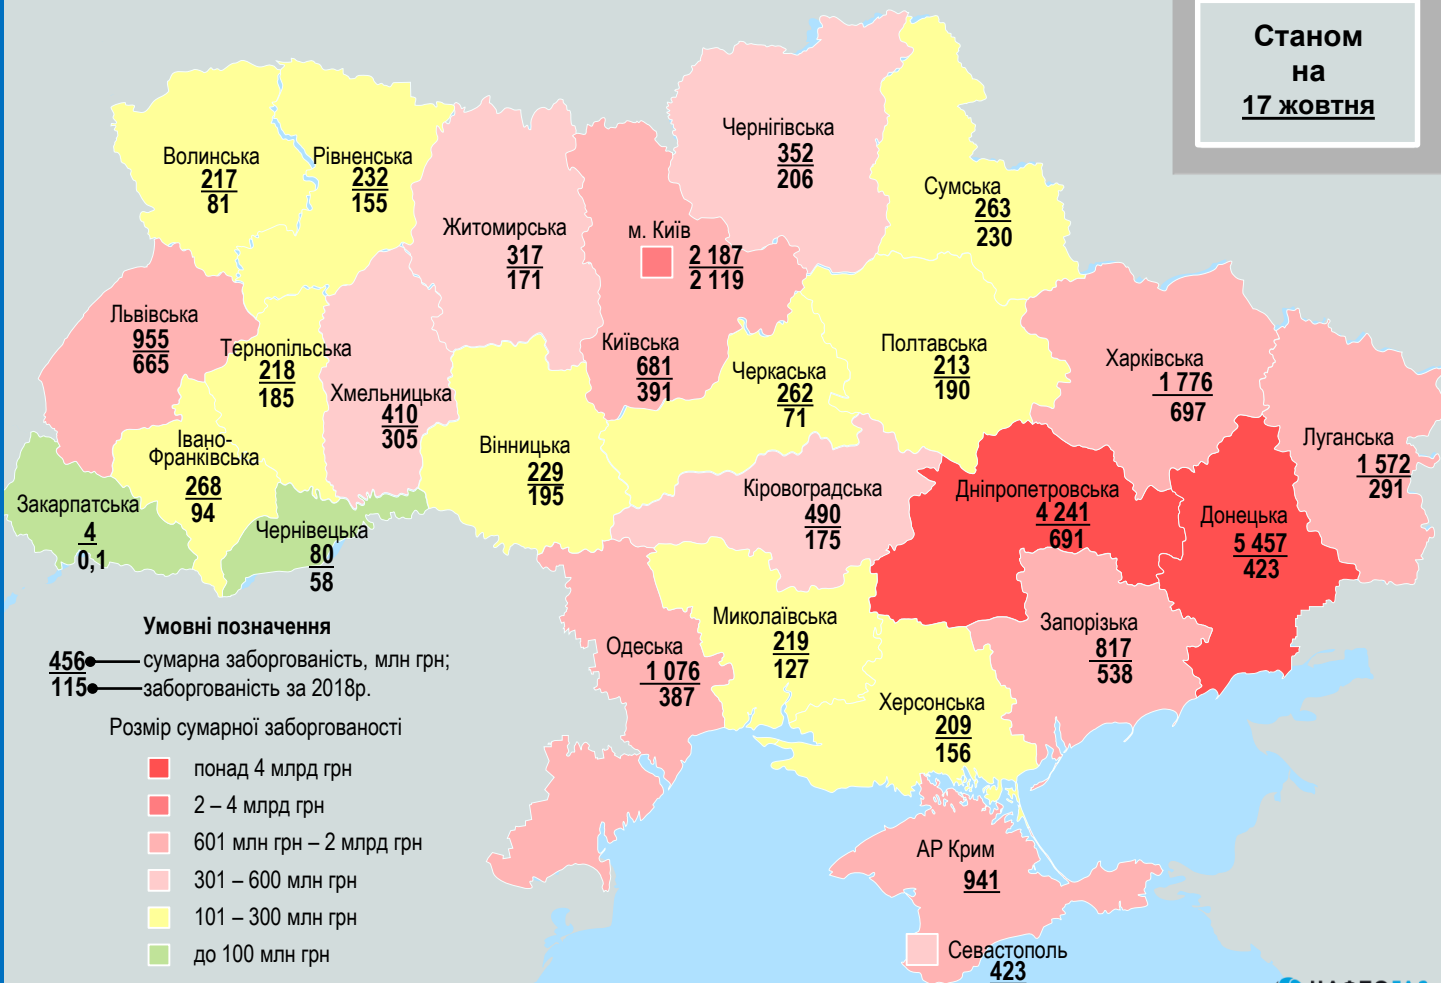 Станом
на
17 жовтня
Волинська
217
81
Рівненська
232
155
Житомирська
317
171
м. Київ
2 187
2 119
Чернігівська
352
206
Сумська
263
230
Львівська
955
665
Тернопільська
218
185
Хмельницька
410
305
Вінницька
229
195
Київська
681
391
Черкаська
262
71
Полтавська
213
190
Харківська
1 776
697
Луганська
1 572
291
Івано-
Франківська
268
94
Закарпатська
4
0,1
Чернівецька
80
58
Кіровоградська
490
175
Дніпропетровська
4 241
691
Донецька
5 457
423
Одеська
1 076
387
Миколаївська
219
127
Запорізька
817
538
Херсонська
209
156
АР Крим
941
Севастополь
423
Умовні позначення
456 сумарна заборгованість, млн грн;
115 заборгованість за 2018р.
Розмір сумарної заборгованості
понад 4 млрд грн
2 – 4 млрд грн
601 млн грн – 2 млрд грн
301 – 600 млн грн
101 – 300 млн грн
до 100 млн грн